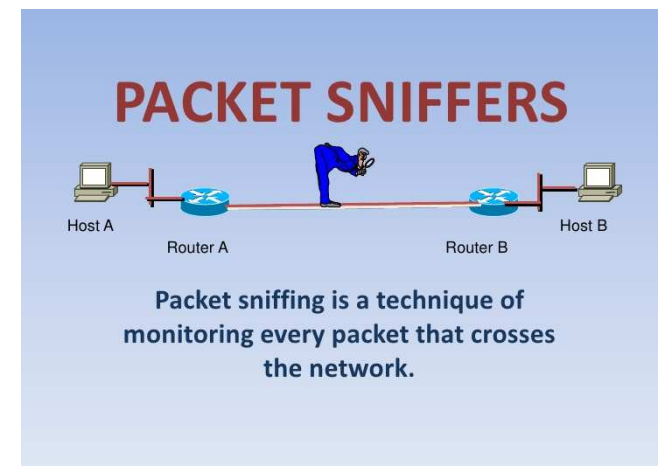 PACKET SNIFFERS
Host A
Host B
Router A
Router B
Packet sniffing is a technique of
monitoring every packet that crosses
the network.